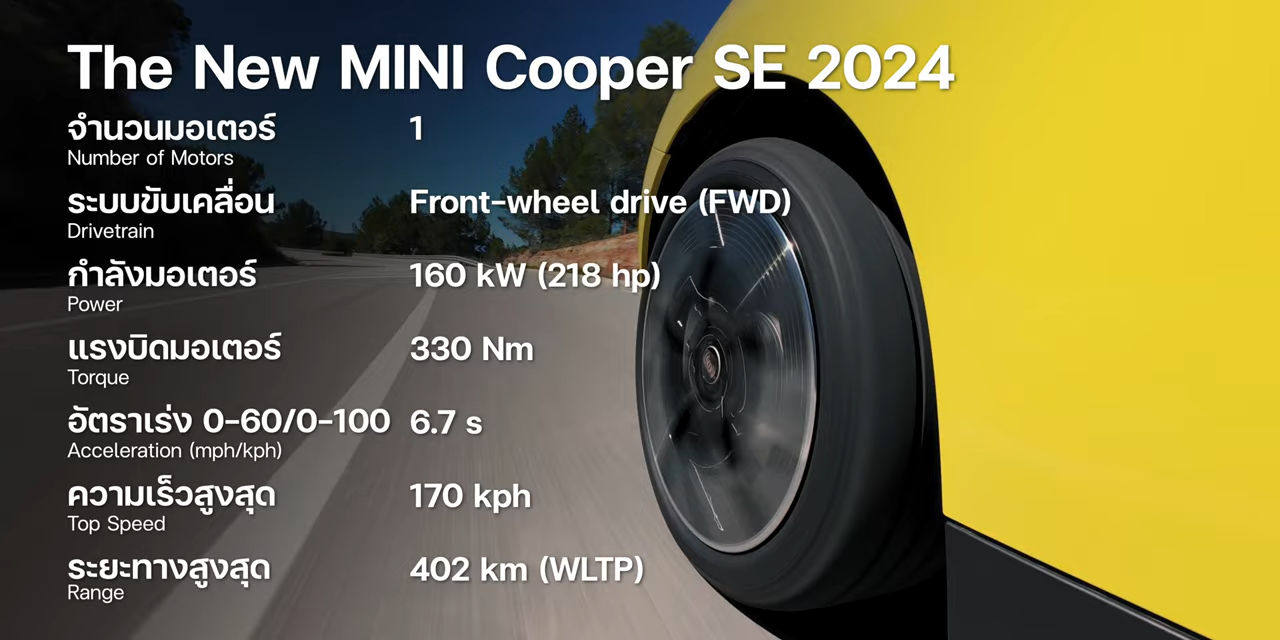 The New MINI Cooper SE 2024
จำนวนมอเตอร์ 1
Number of Motors
ระบบขับเคลื่อน Front-wheel drive (FWD)
Drivetrain
กำลังมอเตอร์ 160 kW (218 hp)
Power
แรงบิดมอเตอร์ 330 Nm
Torque
อัตราเร่ง 0-60/0-100 6.7 s
Acceleration (mph/kph)
ความเร็วสูงสุด 170 kph
Top Speed
ระยะทางสูงสุด 402 km (WLTP)
Range